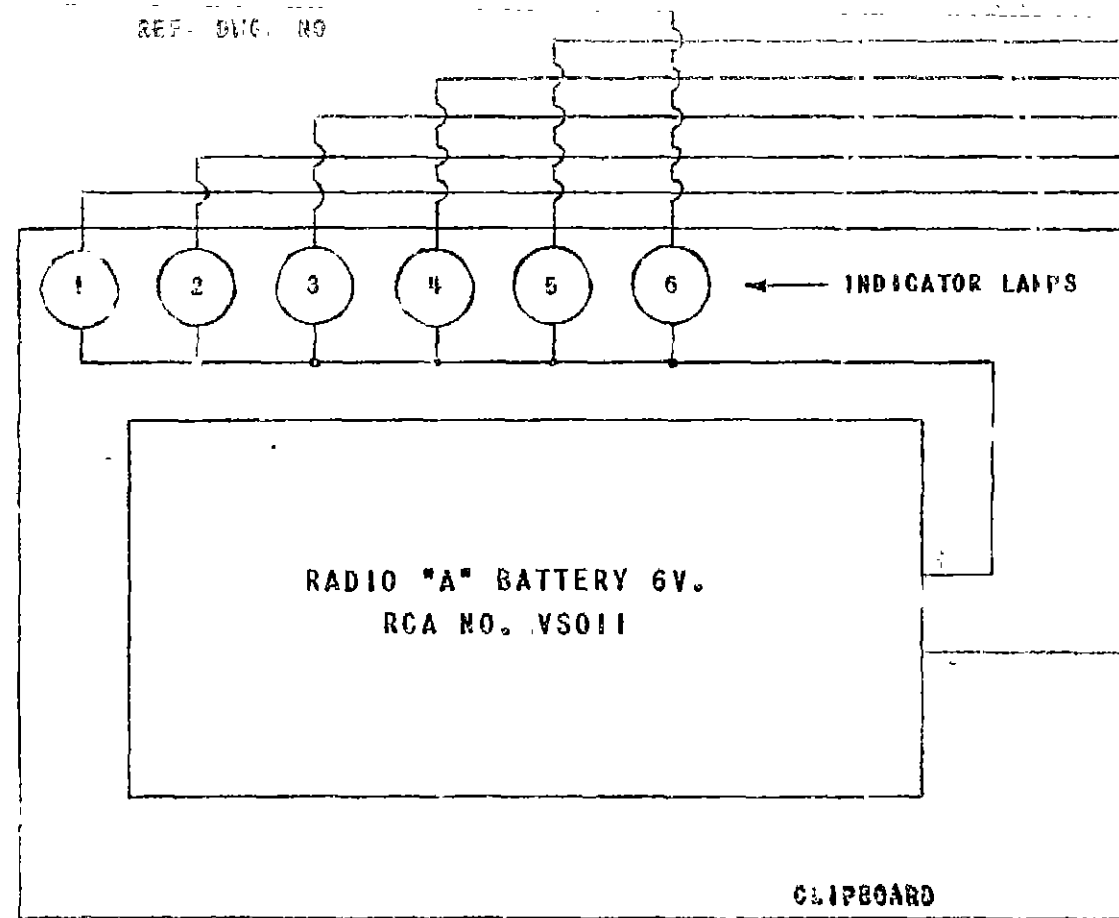 REF. DWG. NO
1 2 3 4 5 6 INDICATOR LAMPS
RADIO "A" BATTERY 6V.
RCA NO. VS011
CLIPBOARD